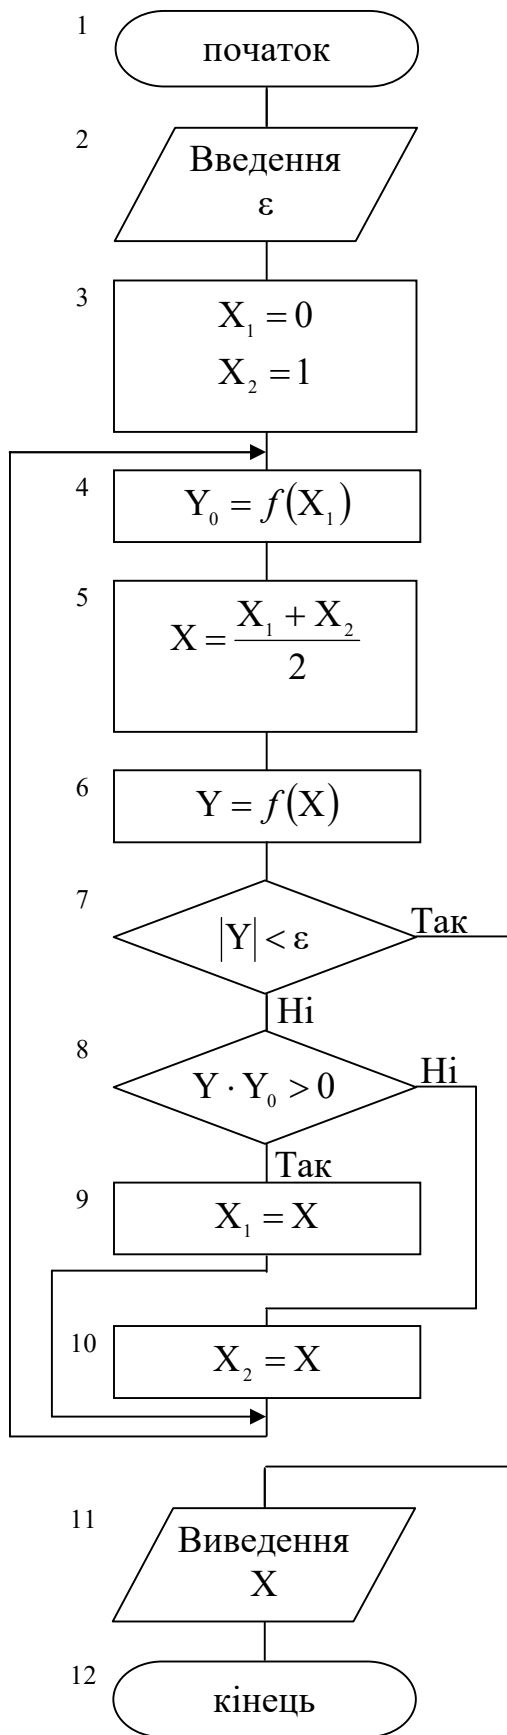 1
початок
2
Введення
ε
3
X₁ = 0
X₂ = 1
4
Y₀ = f(X₁)
5
X = (X₁ + X₂) / 2
6
Y = f(X)
7
|Y| < ε
Так
Ні
8
Y · Y₀ > 0
Ні
Так
9
X₁ = X
10
X₂ = X
11
Виведення
X
12
кінець